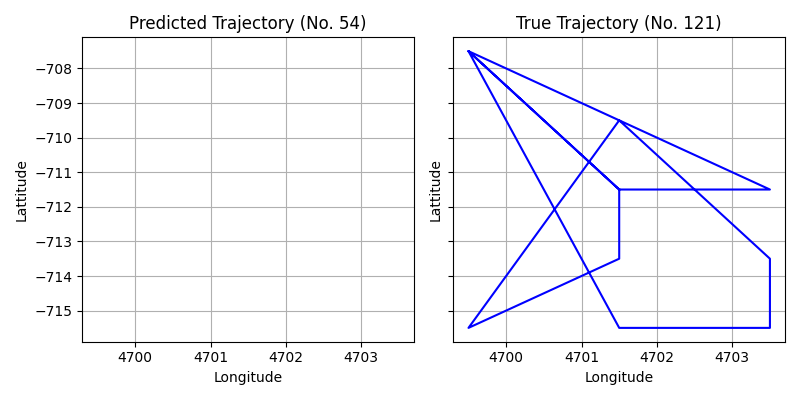 Predicted Trajectory (No. 54)
−708
−709
−710
−711
−712
−713
−714
−715
Lattitude
4700 4701 4702 4703
Longitude
True Trajectory (No. 121)
Lattitude
4700 4701 4702 4703
Longitude